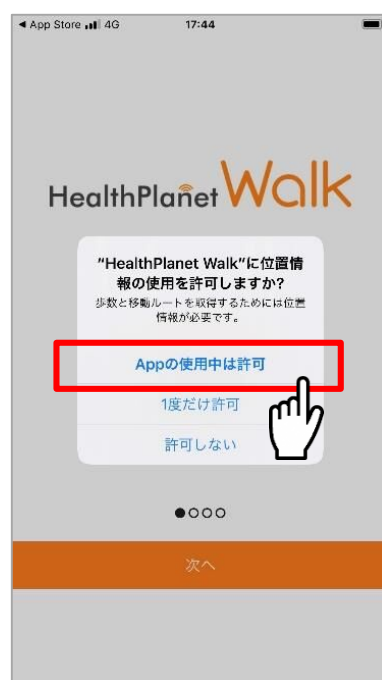 ◀ App Store 4G 17:44
HealthPlanet Walk
"HealthPlanet Walk"に位置情
報の使用を許可しますか?
歩数と移動ルートを取得するためには位置
情報が必要です。
Appの使用中は許可
1度だけ許可
許可しない
次へ